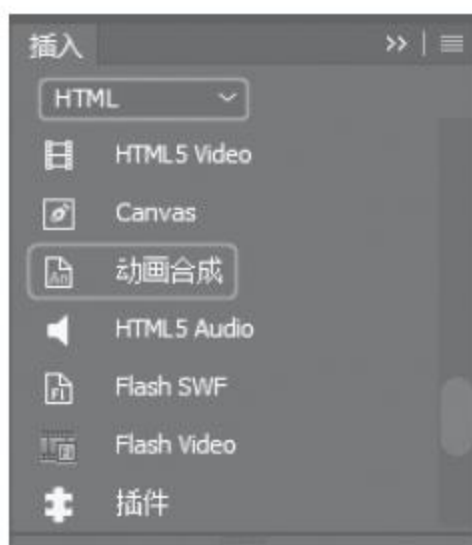 插入
HTML
HTML5 Video
Canvas
动画合成
HTML5 Audio
Flash SWF
Flash Video
插件